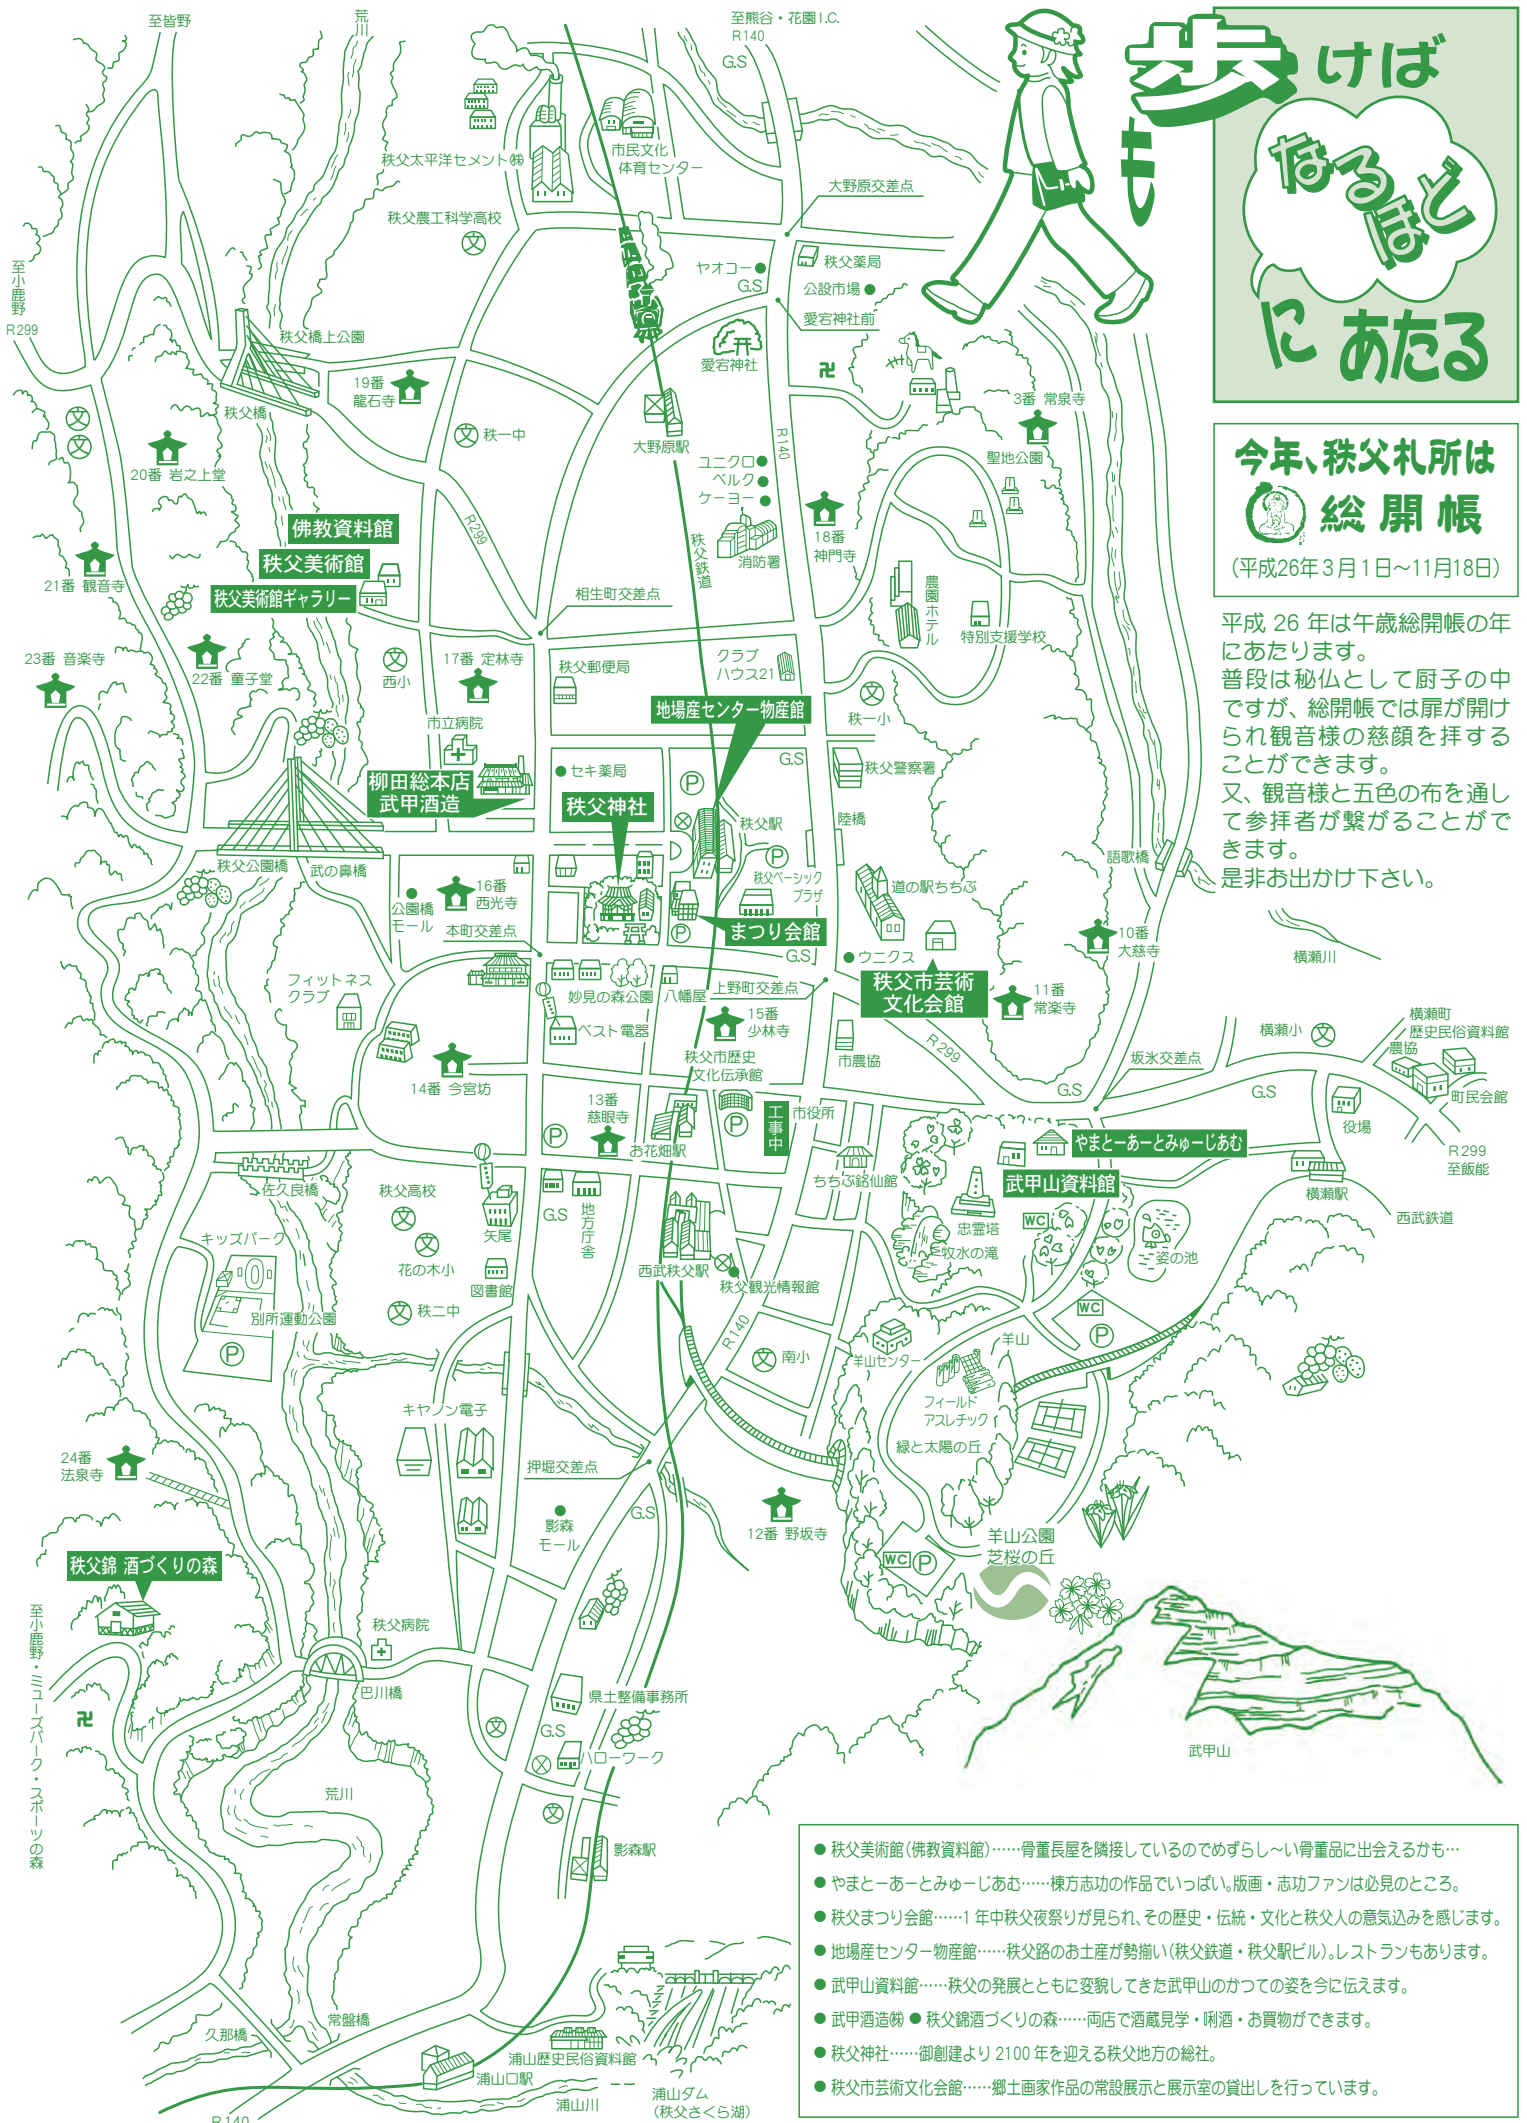 歩
けば
き
なるほど
に あたる
今年、秩父札所は
総開帳
（平成26年３月１日～11月18日）
平成 26 年は午歳総開帳の年
にあたります。
普段は秘仏として厨子の中
ですが、総開帳では扉が開け
られ観音様の慈顔を拝する
ことができます。
又、観音様と五色の布を通し
て参拝者が繋がることがで
きます。
是非お出かけ下さい。
至皆野
荒川
至熊谷・花園I.C.
R140
G.S
秩父太平洋セメント㈱
市民文化
体育センター
大野原交差点
秩父農工科学高校
文
ヤオコー
G.S
秩父薬局
公設市場
愛宕神社前
愛宕神社
至小鹿野
R299
秩父橋上公園
秩父橋
19番
龍石寺
文 秩一中
大野原駅
R140
卍
3番 常泉寺
聖地公園
文
文
20番 岩之上堂
ユニクロ
ベルク
ケーヨー
消防署
18番
神門寺
R299
秩父鉄道
佛教資料館
秩父美術館
秩父美術館ギャラリー
21番 観音寺
相生町交差点
農園ホテル
特別支援学校
23番 音楽寺
22番 童子堂
文
西小
17番 定林寺
秩父郵便局
クラブ
ハウス21
文
秩一小
地場産センター物産館
市立病院
セキ薬局
P
G.S
秩父警察署
柳田総本店
武甲酒造
秩父神社
秩父駅
陸橋
P
秩父ベーシック
プラザ
秩父公園橋
武の鼻橋
語歌橋
公園橋
モール
16番
西光寺
本町交差点
P
まつり会館
道の駅ちちぶ
G.S
ウニクス
10番
大慈寺
横瀬川
フィットネス
クラブ
妙見の森公園
八幡屋
上野町交差点
秩父市芸術
文化会館
11番
常楽寺
ベスト電器
15番
少林寺
市農協
R299
横瀬小 文
横瀬町
歴史民俗資料館
農協
町民会館
14番 今宮坊
秩父市歴史
文化伝承館
坂氷交差点
G.S
G.S
13番
慈眼寺
P
お花畑駅
P
工事中
市役所
やまとーあーとみゅーじあむ
武甲山資料館
役場
R299
至飯能
佐久良橋
秩父高校
文
G.S
矢尾
地方庁舎
ちちぶ銘仙館
忠霊塔
WC
横瀬駅
西武鉄道
キッズパーク
文
花の木小
図書館
西武秩父駅
秩父観光情報館
牧水の滝
姿の池
別所運動公園
P
文 秩二中
R140
文 南小
WC
P
羊山センター
羊山
キヤノン電子
フィールド
アスレチック
緑と太陽の丘
24番
法泉寺
押堀交差点
影森
モール
G.S
12番 野坂寺
WC P
羊山公園
芝桜の丘
秩父錦 酒づくりの森
至小鹿野・ミューズパーク・スポーツの森
秩父病院
巴川橋
卍
県土整備事務所
文
G.S
ハローワーク
文
武甲山
荒川
影森駅
常盤橋
久那橋
浦山歴史民俗資料館
浦山口駅
浦山川
浦山ダム
（秩父さくら湖）
R140
● 秩父美術館（佛教資料館）……骨董長屋を隣接しているのでめずらし～い骨董品に出会えるかも…
● やまとーあーとみゅーじあむ……棟方志功の作品でいっぱい。版画・志功ファンは必見のところ。
● 秩父まつり会館……1 年中秩父夜祭りが見られ、その歴史・伝統・文化と秩父人の意気込みを感じます。
● 地場産センター物産館……秩父路のお土産が勢揃い（秩父鉄道・秩父駅ビル）。レストランもあります。
● 武甲山資料館……秩父の発展とともに変貌してきた武甲山のかつての姿を今に伝えます。
● 武甲酒造㈱ ● 秩父錦酒づくりの森……両店で酒蔵見学・唎酒・お買物ができます。
● 秩父神社……御創建より 2100 年を迎える秩父地方の総社。
● 秩父市芸術文化会館……郷土画家作品の常設展示と展示室の貸出しを行っています。